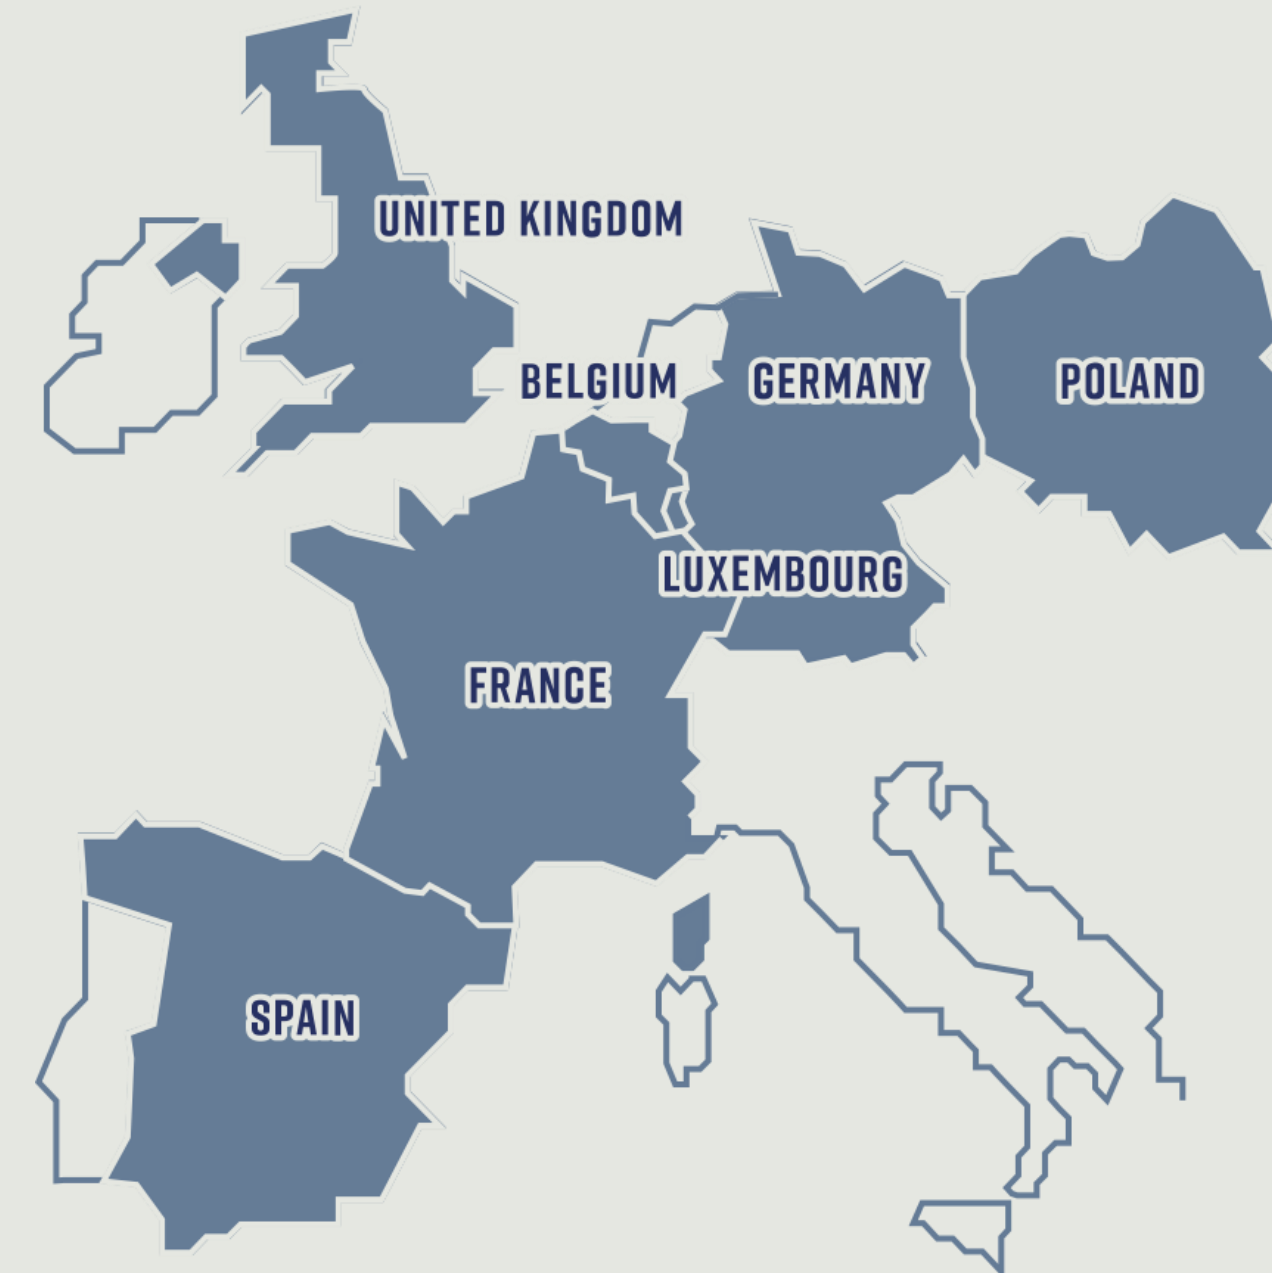 UNITED KINGDOM
BELGIUM
GERMANY
POLAND
LUXEMBOURG
FRANCE
SPAIN